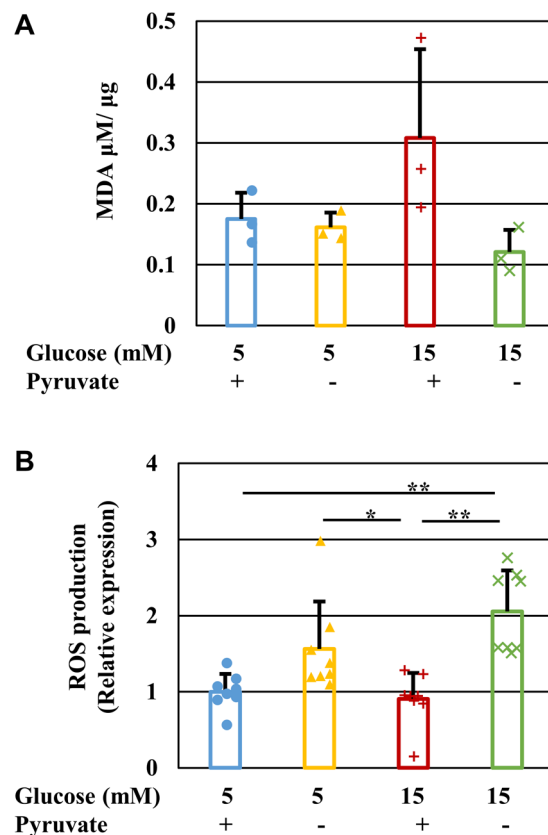 A
MDA µM/ µg
0.5
0.4
0.3
0.2
0.1
0
Glucose (mM) 5 5 15 15
Pyruvate + - + -
B
ROS production
(Relative expression)
4
3
2
1
0
**
* **
Glucose (mM) 5 5 15 15
Pyruvate + - + -